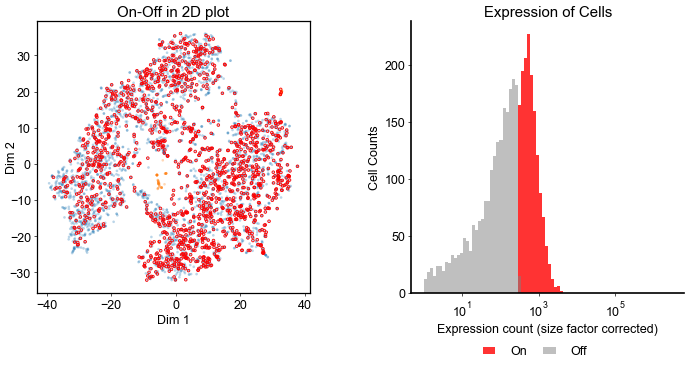 On-Off in 2D plot
30
20
10
0
−10
−20
−30
Dim 2
−40
−20
0
20
40
Dim 1
Expression of Cells
200
150
100
50
0
Cell Counts
10^1
10^3
10^5
Expression count (size factor corrected)
On
Off